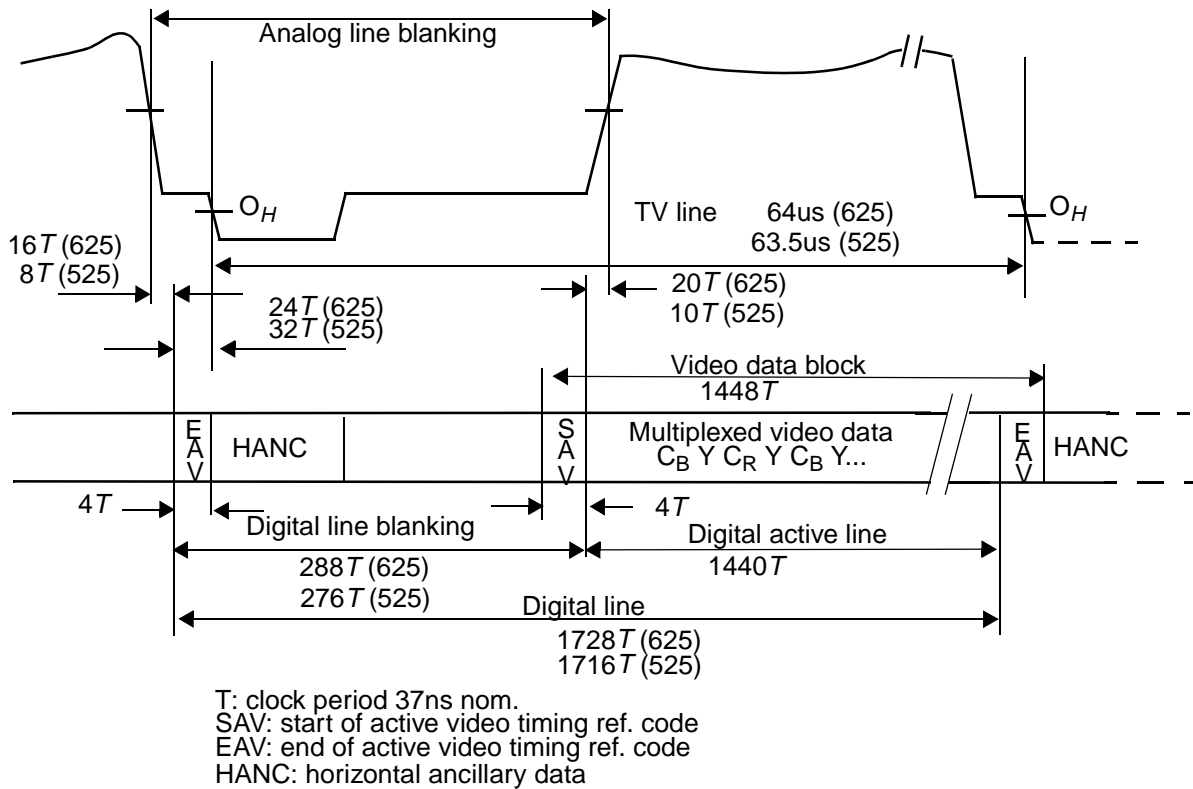 Analog line blanking
O_H
TV line 64us (625)
63.5us (525)
O_H
16T (625)
8T (525)
24T (625)
32T (525)
20T (625)
10T (525)
Video data block
1448T
EAV
HANC
SAV
Multiplexed video data
C_B Y C_R Y C_B Y...
EAV
HANC
4T
4T
Digital line blanking
Digital active line
288T (625)
276T (525)
1440T
Digital line
1728T (625)
1716T (525)
T: clock period 37ns nom.
SAV: start of active video timing ref. code
EAV: end of active video timing ref. code
HANC: horizontal ancillary data